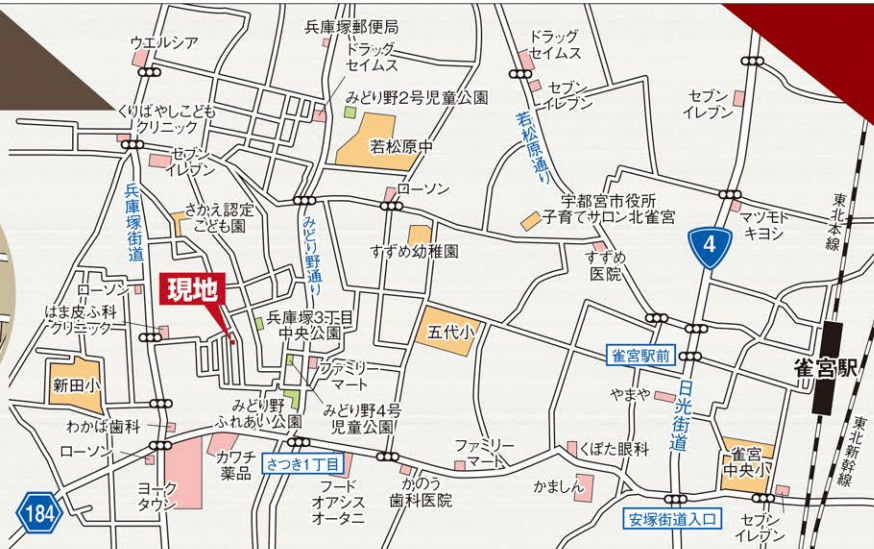 兵庫塚郵便局
ウエルシア
ドラッグ
セイムス
ドラッグ
セイムス
みどり野2号児童公園
セブン
イレブン
セブン
イレブン
くりばやしこども
クリニック
若松原中
若松原通り
セブン
イレブン
兵庫塚街道
さかえ認定
こども園
みどり野通り
ローソン
すずめ幼稚園
宇都宮市役所
子育てサロン北雀宮
すずめ
医院
マツモト
キヨシ
東北本線
4
現地
ローソン
はま皮ふ科
クリニック
兵庫塚3丁目
中央公園
五代小
雀宮駅前
雀宮駅
新田小
ファミリー
マート
みどり野
ふれあい公園
みどり野4号
児童公園
やまや
日光街道
わかば歯科
ローソン
カワチ
薬品
さつき1丁目
ファミリー
マート
くぼた眼科
雀宮
中央小
東北新幹線
184
ヨーク
タウン
フード
オアシス
オータニ
かのう
歯科医院
かましん
安塚街道入口
セブン
イレブン